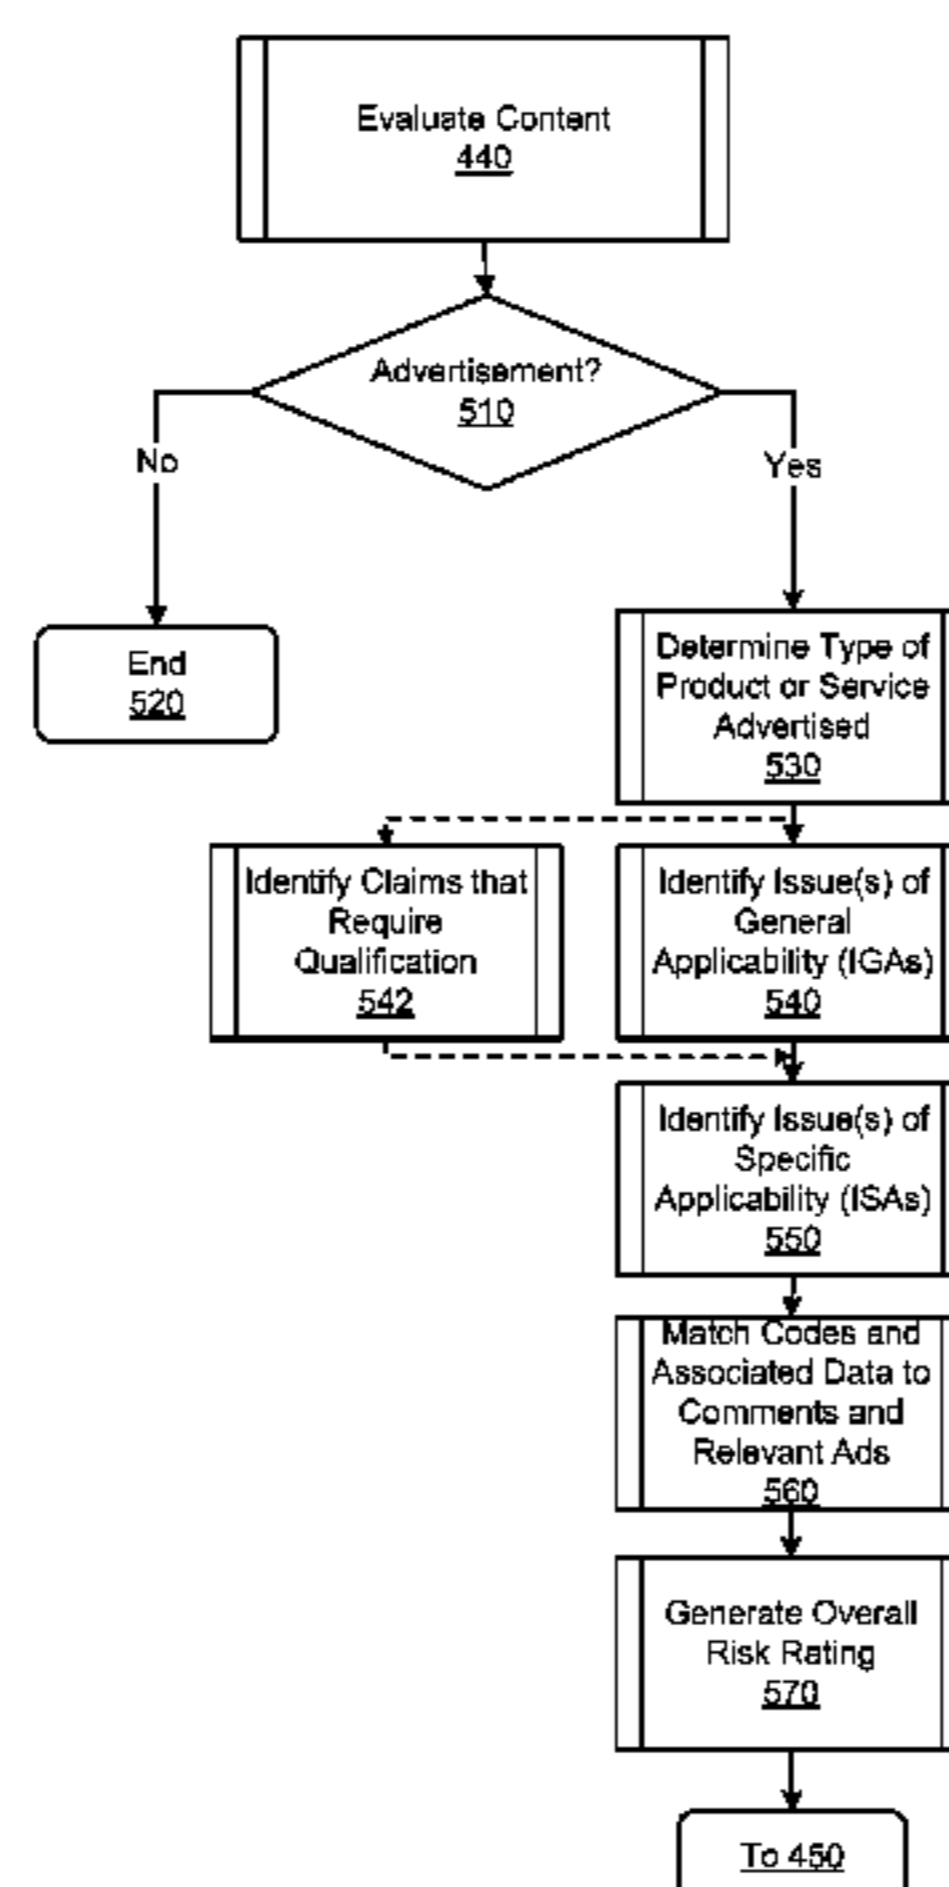 Evaluate Content
440
Advertisement?
510
No
Yes
End
520
Determine Type of
Product or Service
Advertised
530
Identify Claims that
Require
Qualification
542
Identify Issue(s) of
General
Applicability (IGAs)
540
Identify Issue(s) of
Specific
Applicability (ISAs)
550
Match Codes and
Associated Data to
Comments and
Relevant Ads
560
Generate Overall
Risk Rating
570
To 450